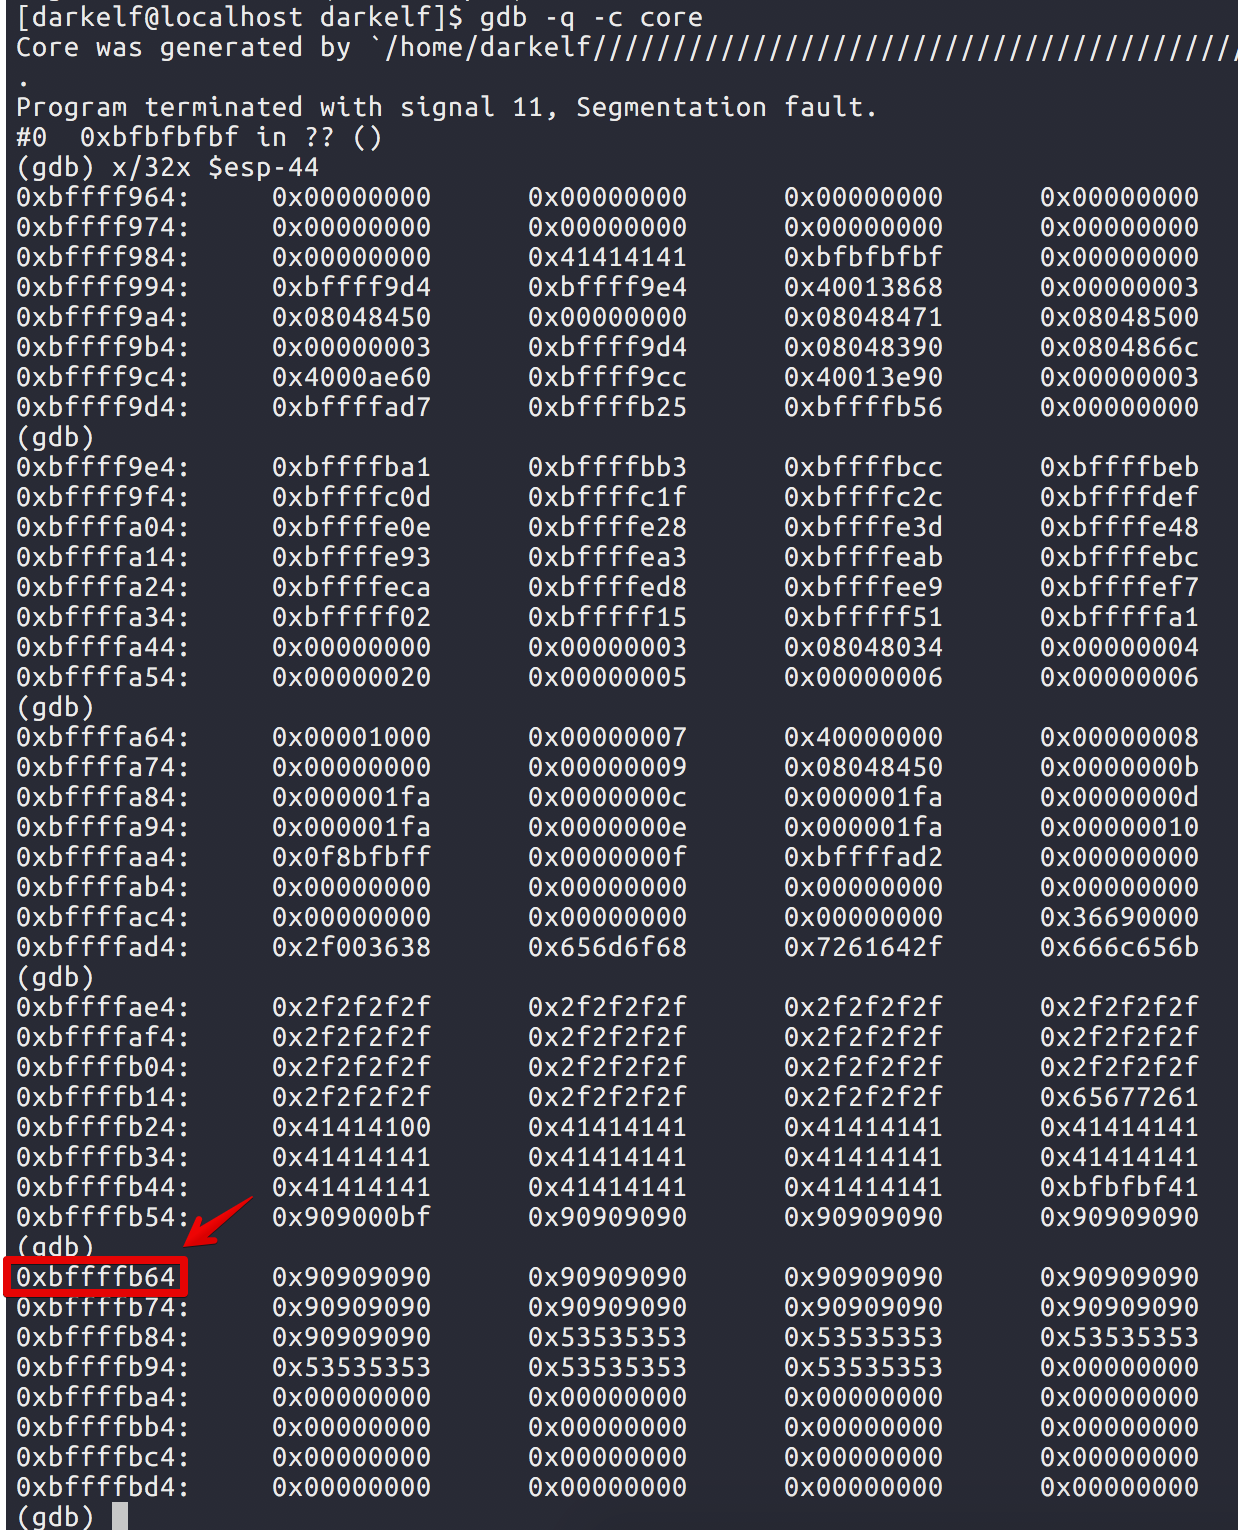 [darkelf@localhost darkelf]$ gdb -q -c core
Core was generated by `/home/darkelf/////////////////////////////////////////
.
Program terminated with signal 11, Segmentation fault.
#0  0xbfbfbfbf in ?? ()
(gdb) x/32x $esp-44
0xbffff964: 0x00000000 0x00000000 0x00000000 0x00000000
0xbffff974: 0x00000000 0x00000000 0x00000000 0x00000000
0xbffff984: 0x00000000 0x41414141 0xbfbfbfbf 0x00000000
0xbffff994: 0xbffff9d4 0xbffff9e4 0x40013868 0x00000003
0xbffff9a4: 0x08048450 0x00000000 0x08048471 0x08048500
0xbffff9b4: 0x00000003 0xbffff9d4 0x08048390 0x0804866c
0xbffff9c4: 0x4000ae60 0xbffff9cc 0x40013e90 0x00000003
0xbffff9d4: 0xbffffad7 0xbffffb25 0xbffffb56 0x00000000
(gdb)
0xbffff9e4: 0xbffffba1 0xbffffbb3 0xbffffbcc 0xbffffbeb
0xbffff9f4: 0xbffffc0d 0xbffffc1f 0xbffffc2c 0xbffffdef
0xbffffa04: 0xbffffe0e 0xbffffe28 0xbffffe3d 0xbffffe48
0xbffffa14: 0xbffffe93 0xbffffea3 0xbffffeab 0xbffffebc
0xbffffa24: 0xbffffeca 0xbffffed8 0xbffffee9 0xbffffef7
0xbffffa34: 0xbfffff02 0xbfffff15 0xbfffff51 0xbfffffa1
0xbffffa44: 0x00000000 0x00000003 0x08048034 0x00000004
0xbffffa54: 0x00000020 0x00000005 0x00000006 0x00000006
(gdb)
0xbffffa64: 0x00001000 0x00000007 0x40000000 0x00000008
0xbffffa74: 0x00000000 0x00000009 0x08048450 0x0000000b
0xbffffa84: 0x000001fa 0x0000000c 0x000001fa 0x0000000d
0xbffffa94: 0x000001fa 0x0000000e 0x000001fa 0x00000010
0xbffffaa4: 0x0f8bfbff 0x0000000f 0xbffffad2 0x00000000
0xbffffab4: 0x00000000 0x00000000 0x00000000 0x00000000
0xbffffac4: 0x00000000 0x00000000 0x00000000 0x36690000
0xbffffad4: 0x2f003638 0x656d6f68 0x7261642f 0x666c656b
(gdb)
0xbffffae4: 0x2f2f2f2f 0x2f2f2f2f 0x2f2f2f2f 0x2f2f2f2f
0xbffffaf4: 0x2f2f2f2f 0x2f2f2f2f 0x2f2f2f2f 0x2f2f2f2f
0xbffffb04: 0x2f2f2f2f 0x2f2f2f2f 0x2f2f2f2f 0x2f2f2f2f
0xbffffb14: 0x2f2f2f2f 0x2f2f2f2f 0x2f2f2f2f 0x65677261
0xbffffb24: 0x41414100 0x41414141 0x41414141 0x41414141
0xbffffb34: 0x41414141 0x41414141 0x41414141 0x41414141
0xbffffb44: 0x41414141 0x41414141 0x41414141 0xbfbfbf41
0xbffffb54: 0x909000bf 0x90909090 0x90909090 0x90909090
(gdb)
0xbffffb64: 0x90909090 0x90909090 0x90909090 0x90909090
0xbffffb74: 0x90909090 0x90909090 0x90909090 0x90909090
0xbffffb84: 0x90909090 0x53535353 0x53535353 0x53535353
0xbffffb94: 0x53535353 0x53535353 0x53535353 0x00000000
0xbffffba4: 0x00000000 0x00000000 0x00000000 0x00000000
0xbffffbb4: 0x00000000 0x00000000 0x00000000 0x00000000
0xbffffbc4: 0x00000000 0x00000000 0x00000000 0x00000000
0xbffffbd4: 0x00000000 0x00000000 0x00000000 0x00000000
(gdb)